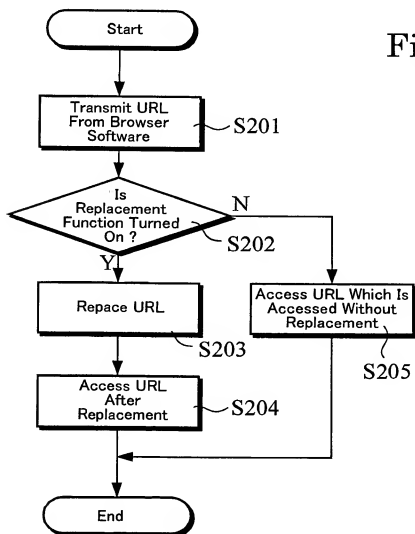 Start
Fi
Transmit URL
From Browser
Software
S201
Is
Replacement
Function Turned
On ?
S202
N
Y
Repace URL
S203
Access URL Which Is
Accessed Without
Replacement
S205
Access URL
After
Replacement
S204
End